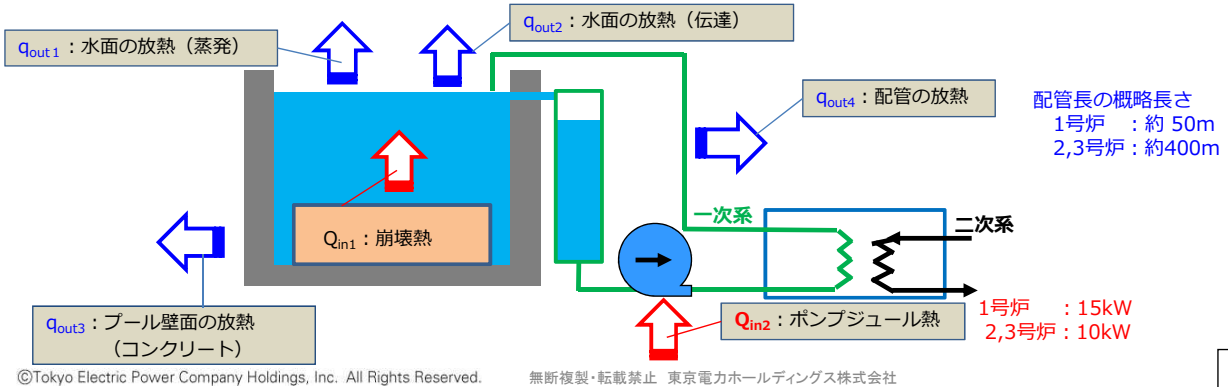 qout1：水面の放熱（蒸発）
qout2：水面の放熱（伝達）
qout4：配管の放熱
配管長の概略長さ
1号炉　：約 50m
2,3号炉：約400m
一次系
二次系
Qin1：崩壊熱
qout3：プール壁面の放熱
（コンクリート）
Qin2：ポンプジュール熱
1号炉　：15kW
2,3号炉：10kW
©Tokyo Electric Power Company Holdings, Inc. All Rights Reserved.　無断複製・転載禁止 東京電力ホールディングス株式会社